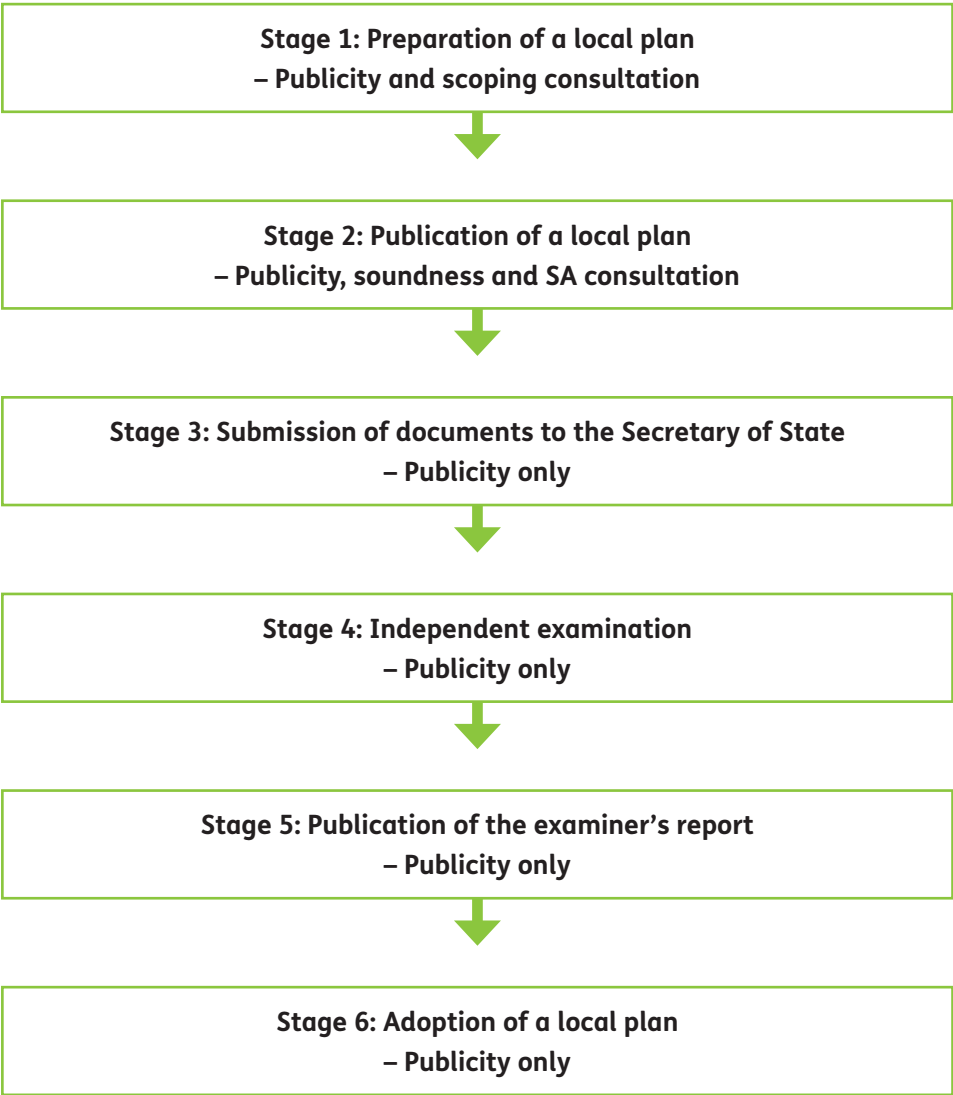 Stage 1: Preparation of a local plan
– Publicity and scoping consultation
Stage 2: Publication of a local plan
– Publicity, soundness and SA consultation
Stage 3: Submission of documents to the Secretary of State
– Publicity only
Stage 4: Independent examination
– Publicity only
Stage 5: Publication of the examiner’s report
– Publicity only
Stage 6: Adoption of a local plan
– Publicity only